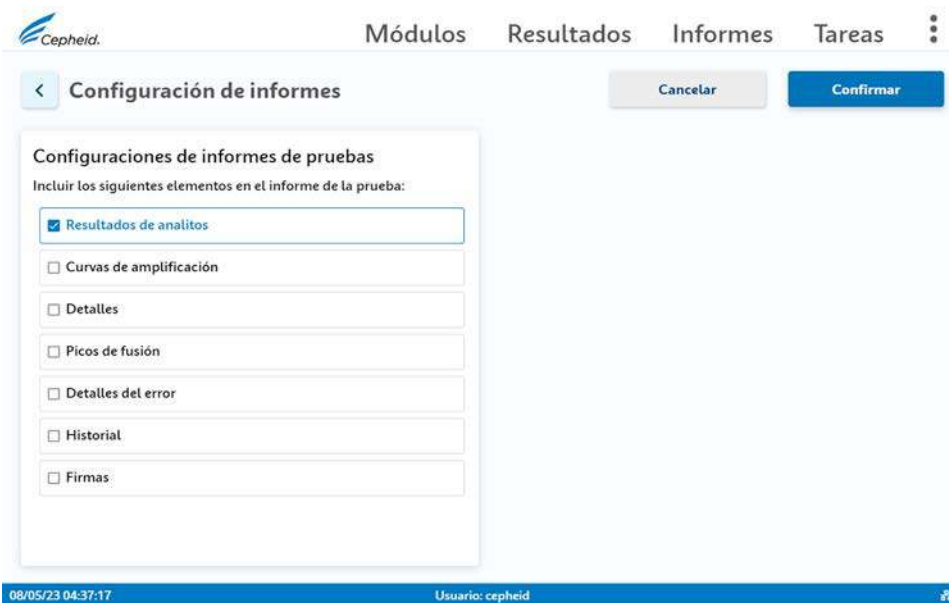 Cepheid.
Módulos Resultados Informes Tareas
Configuración de informes
Cancelar Confirmar
Configuraciones de informes de pruebas
Incluir los siguientes elementos en el informe de la prueba:
Resultados de analitos
Curvas de amplificación
Detalles
Picos de fusión
Detalles del error
Historial
Firmas
08/05/23 04:37:17 Usuario: cepheid